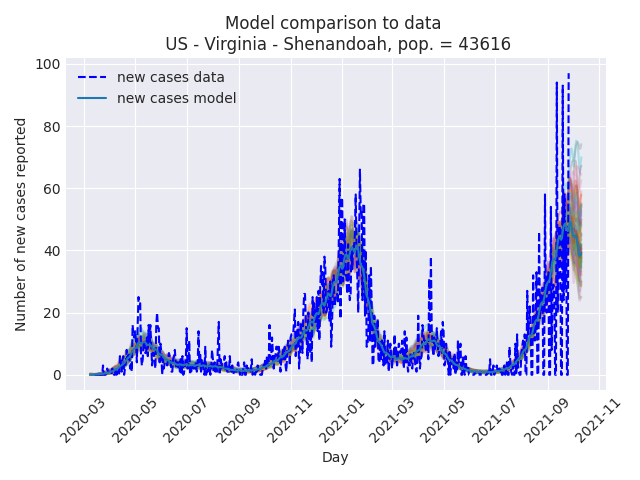 Model comparison to data
US - Virginia - Shenandoah, pop. = 43616
new cases data
new cases model
Number of new cases reported
100
80
60
40
20
0
2020-03
2020-05
2020-07
2020-09
2020-11
2021-01
2021-03
2021-05
2021-07
2021-09
2021-11
Day